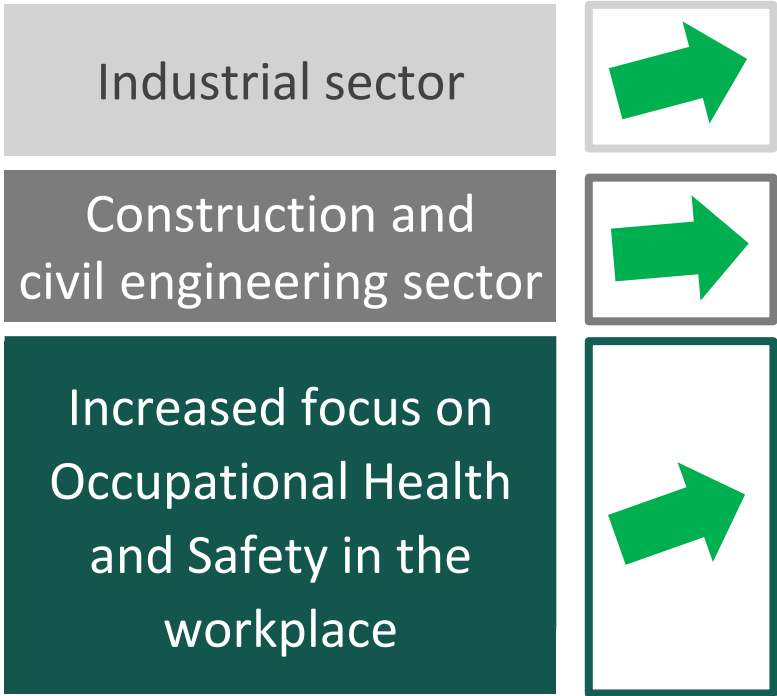 Industrial sector
Construction and
civil engineering sector
Increased focus on
Occupational Health
and Safety in the
workplace